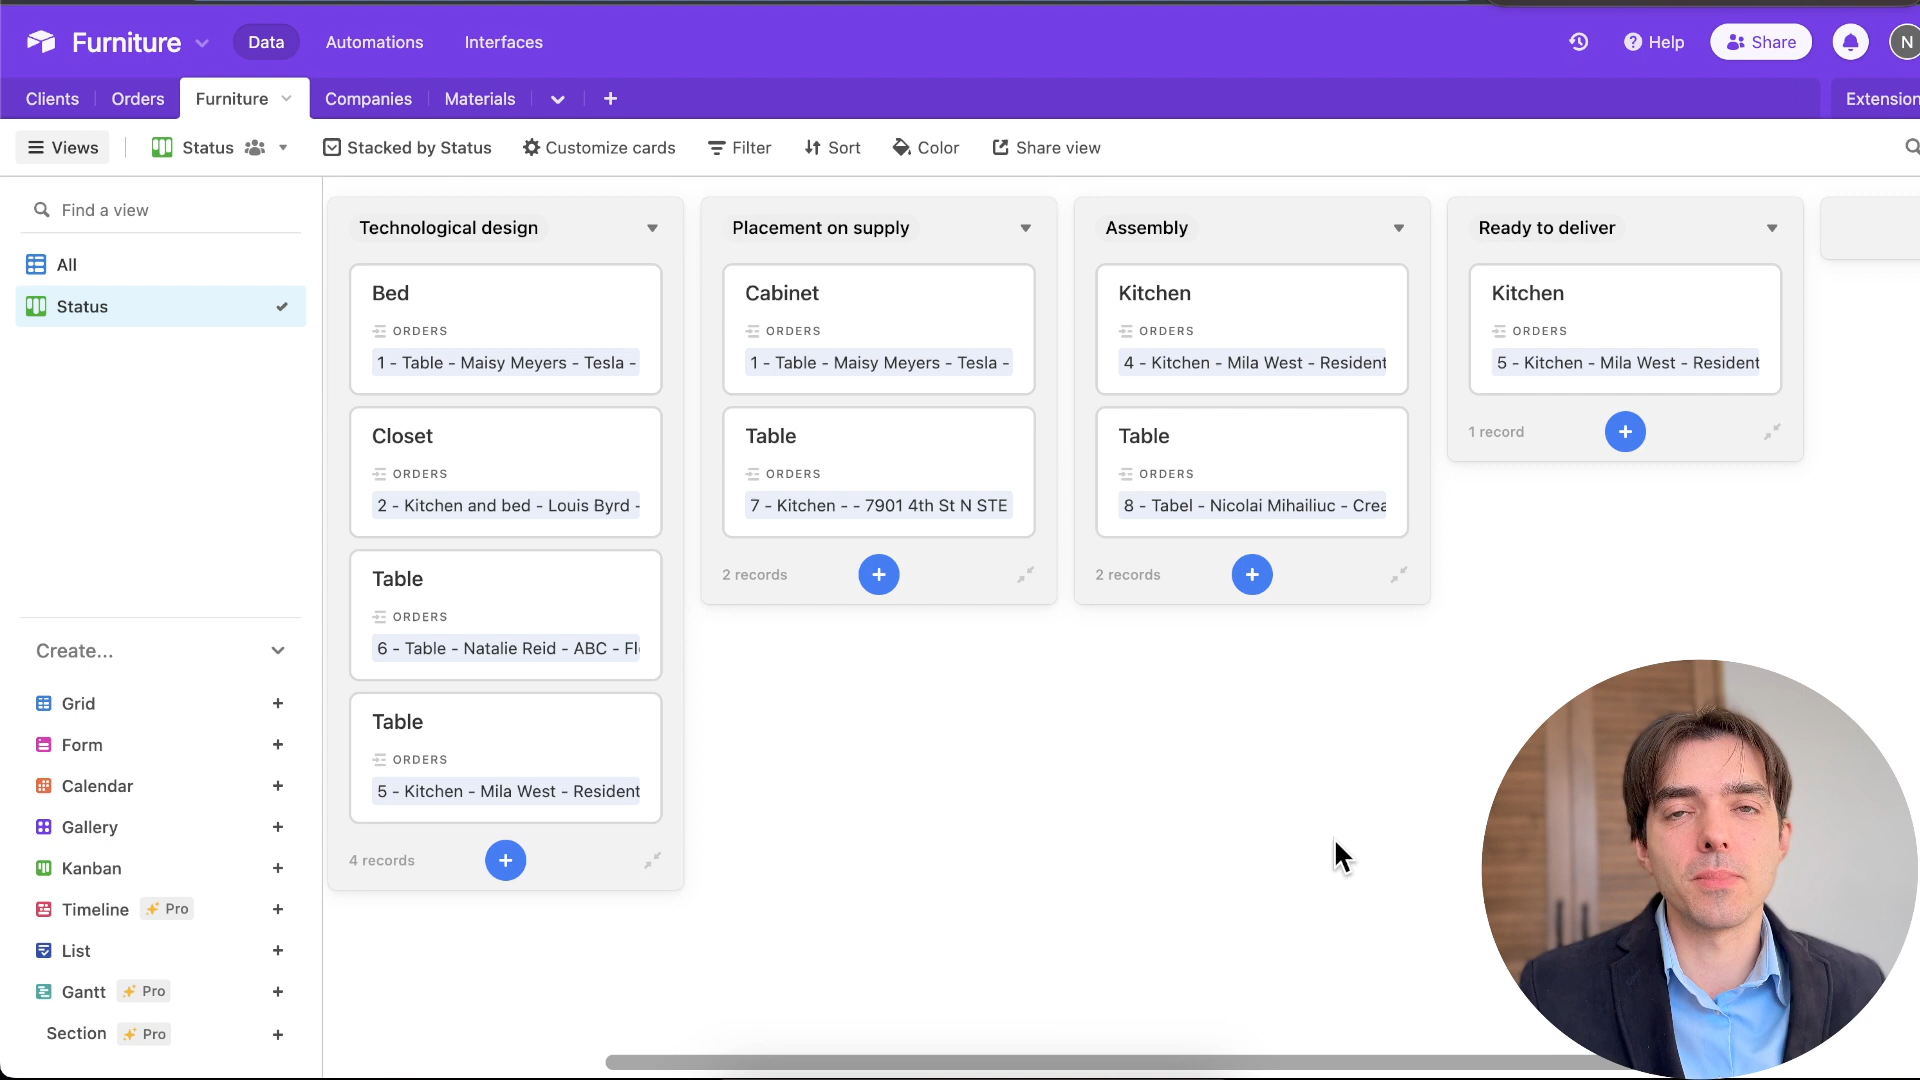 Furniture
Data
Automations
Interfaces
Help
Share
N
Clients
Orders
Furniture
Companies
Materials
Extension
Views
Status
Stacked by Status
Customize cards
Filter
Sort
Color
Share view
Find a view
All
Status
Create...
Grid
Form
Calendar
Gallery
Kanban
Timeline Pro
List
Gantt Pro
Section Pro
Technological design
Bed
ORDERS
1 - Table - Maisy Meyers - Tesla -
Closet
ORDERS
2 - Kitchen and bed - Louis Byrd -
Table
ORDERS
6 - Table - Natalie Reid - ABC - Fl
Table
ORDERS
5 - Kitchen - Mila West - Resident
4 records
Placement on supply
Cabinet
ORDERS
1 - Table - Maisy Meyers - Tesla -
Table
ORDERS
7 - Kitchen - - 7901 4th St N STE
2 records
Assembly
Kitchen
ORDERS
4 - Kitchen - Mila West - Resident
Table
ORDERS
8 - Tabel - Nicolai Mihailiuc - Crea
2 records
Ready to deliver
Kitchen
ORDERS
5 - Kitchen - Mila West - Resident
1 record